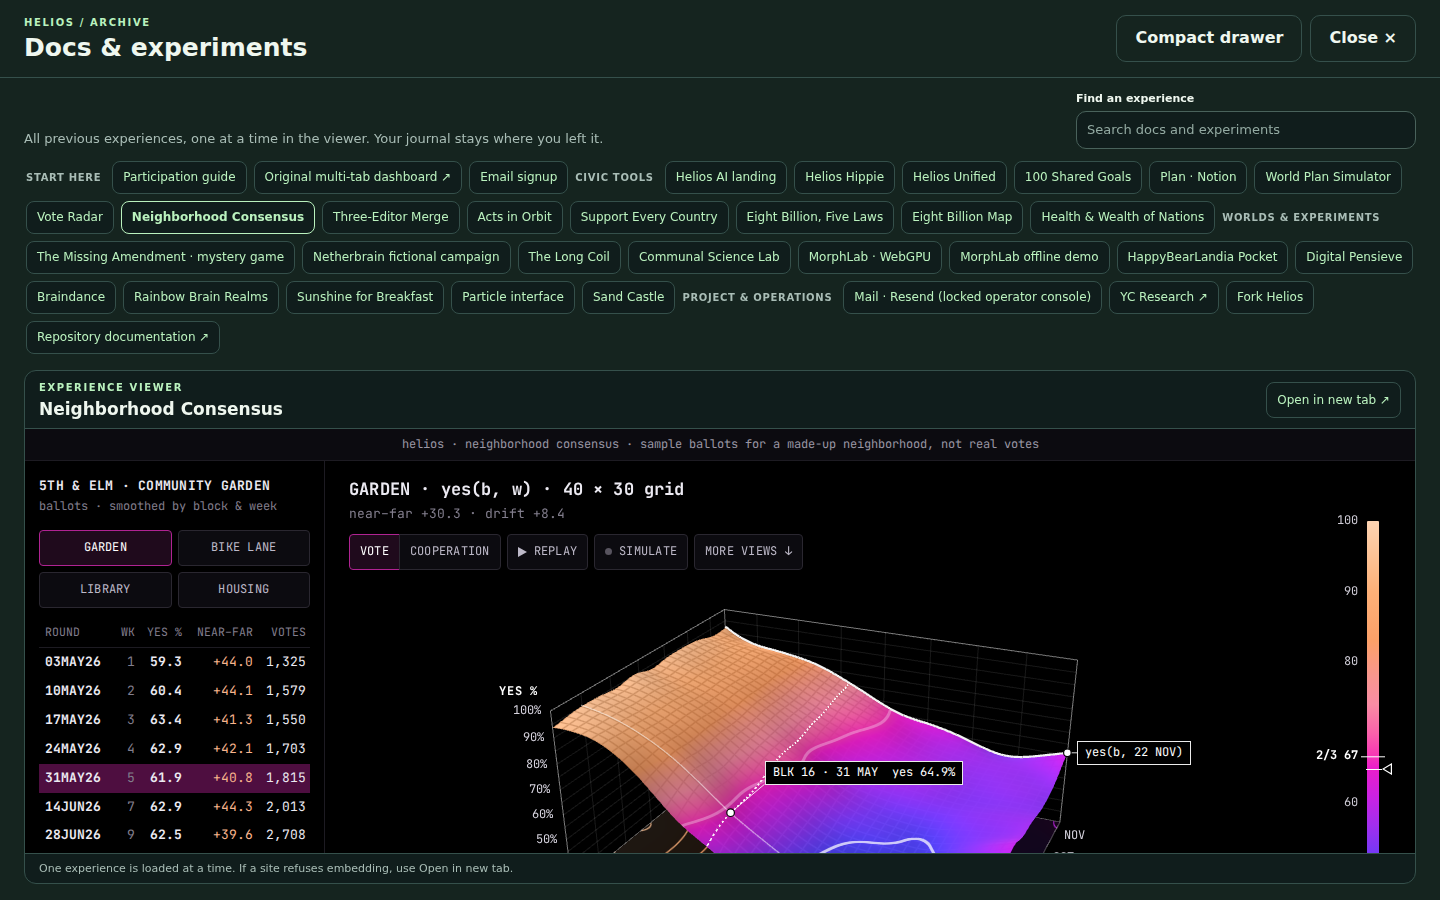 HELIOS / ARCHIVE
Docs & experiments
Compact drawer
Close ×
Find an experience
Search docs and experiments
All previous experiences, one at a time in the viewer. Your journal stays where you left it.
START HERE Participation guide Original multi-tab dashboard ↗ Email signup CIVIC TOOLS Helios AI landing Helios Hippie Helios Unified 100 Shared Goals Plan · Notion World Plan Simulator
Vote Radar Neighborhood Consensus Three-Editor Merge Acts in Orbit Support Every Country Eight Billion, Five Laws Eight Billion Map Health & Wealth of Nations WORLDS & EXPERIMENTS
The Missing Amendment · mystery game Netherbrain fictional campaign The Long Coil Communal Science Lab MorphLab · WebGPU MorphLab offline demo HappyBearLandia Pocket Digital Pensieve
Braindance Rainbow Brain Realms Sunshine for Breakfast Particle interface Sand Castle PROJECT & OPERATIONS Mail · Resend (locked operator console) YC Research ↗ Fork Helios
Repository documentation ↗
EXPERIENCE VIEWER
Neighborhood Consensus
Open in new tab ↗
helios · neighborhood consensus · sample ballots for a made-up neighborhood, not real votes
5TH & ELM · COMMUNITY GARDEN
ballots · smoothed by block & week
GARDEN BIKE LANE
LIBRARY HOUSING
ROUND WK YES % NEAR–FAR VOTES
03MAY26 1 59.3 +44.0 1,325
10MAY26 2 60.4 +44.1 1,579
17MAY26 3 63.4 +41.3 1,550
24MAY26 4 62.9 +42.1 1,703
31MAY26 5 61.9 +40.8 1,815
14JUN26 7 62.9 +44.3 2,013
28JUN26 9 62.5 +39.6 2,708
GARDEN · yes(b, w) · 40 × 30 grid
near–far +30.3 · drift +8.4
VOTE COOPERATION ▶ REPLAY ● SIMULATE MORE VIEWS ↓
YES %
100%
90%
80%
70%
60%
50%
BLK 16 · 31 MAY yes 64.9%
yes(b, 22 NOV)
NOV
100
90
80
2/3 67
60
One experience is loaded at a time. If a site refuses embedding, use Open in new tab.